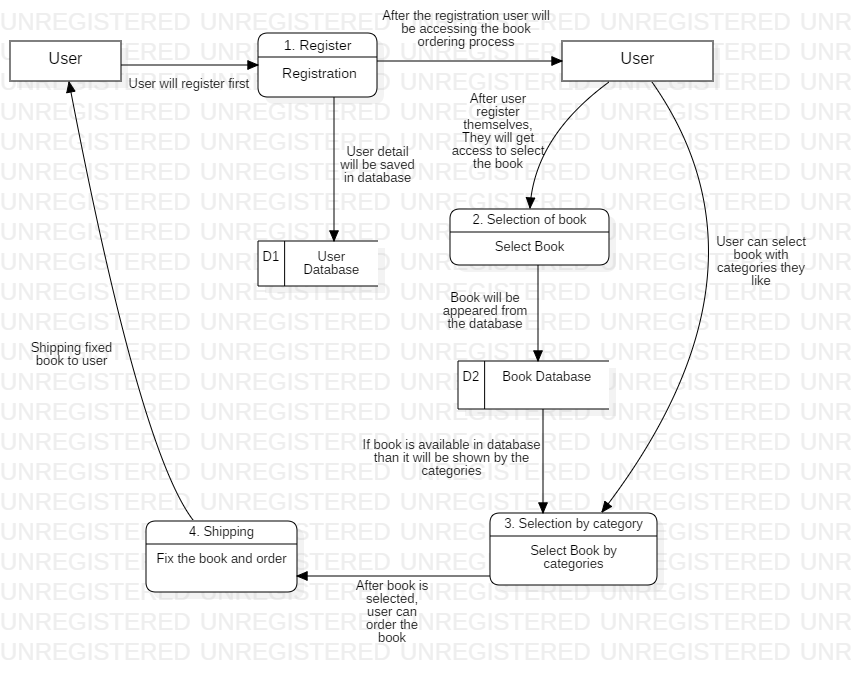 After the registration user will
be accessing the book
ordering process
User
1. Register
Registration
User
User will register first
After user
register
themselves,
They will get
access to select
the book
User detail
will be saved
in database
2. Selection of book
Select Book
User can select
book with
categories they
like
D1
User
Database
Book will be
appeared from
the database
Shipping fixed
book to user
D2
Book Database
If book is available in database
than it will be shown by the
categories
3. Selection by category
Select Book by
categories
4. Shipping
Fix the book and order
After book is
selected,
user can
order the
book
UNREGISTERED